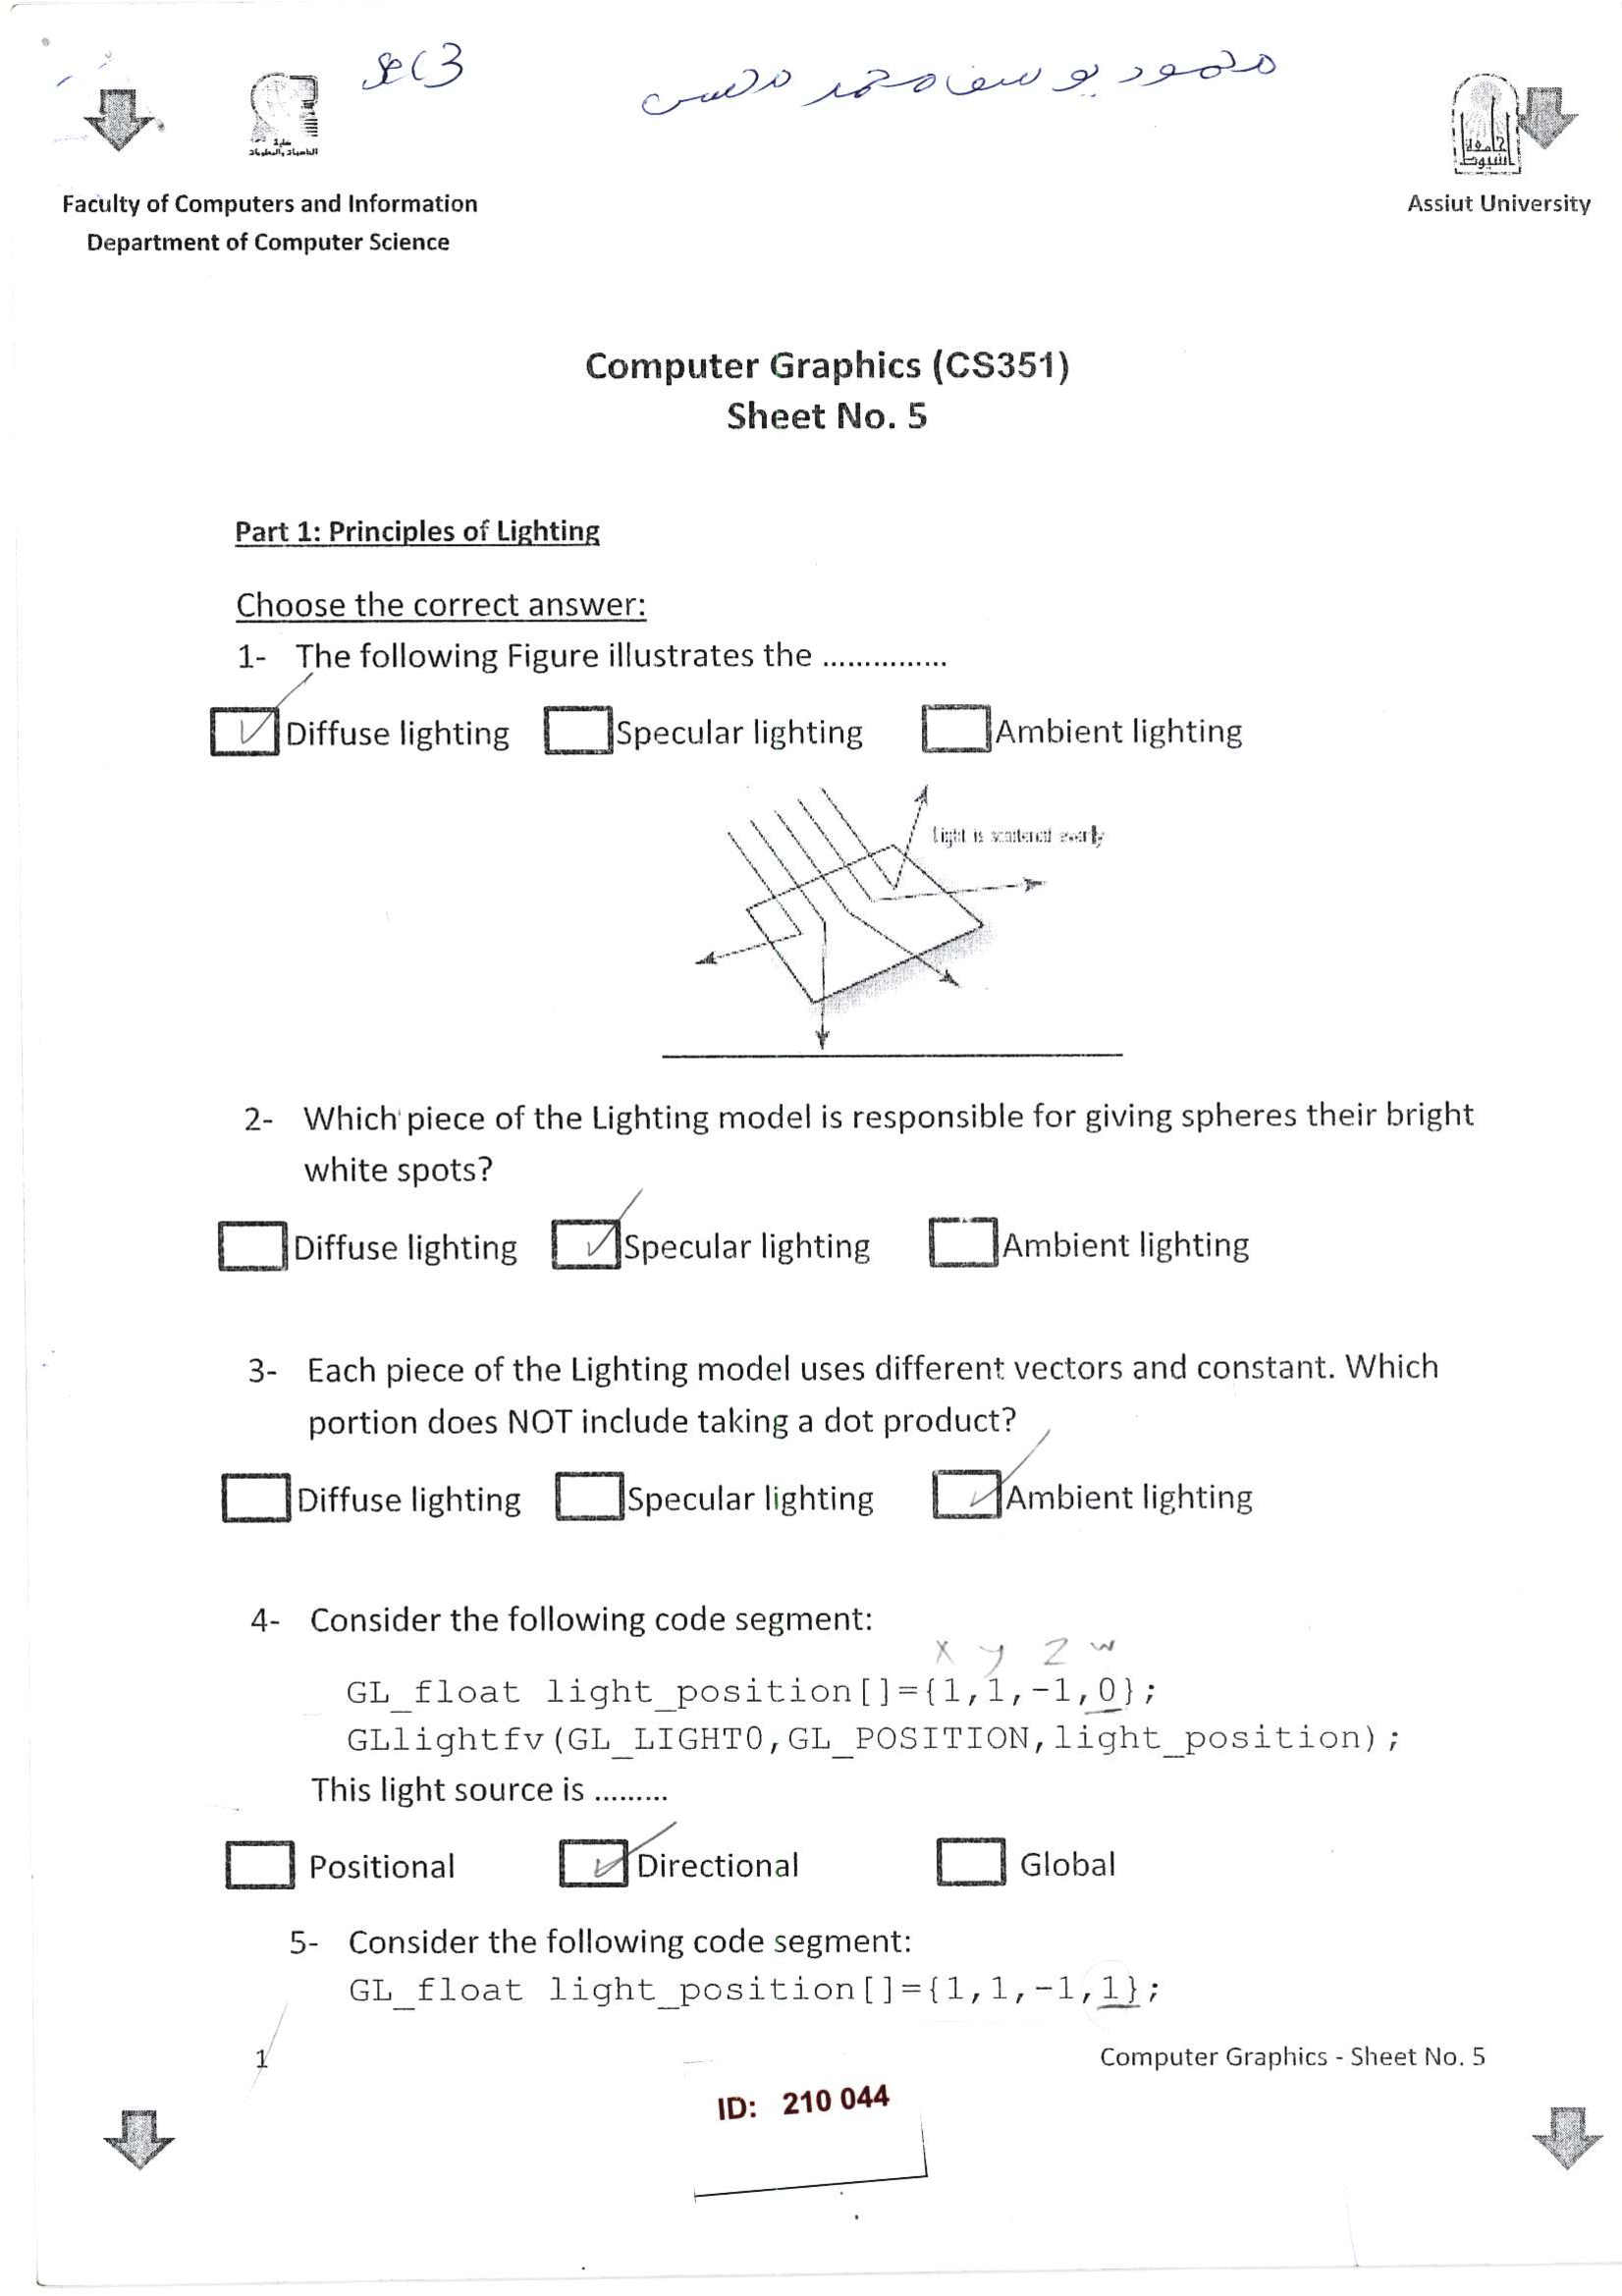 sec 3
محمود يوسف محمد محسن
كلية
الحاسبات والمعلومات
جامعة
أسيوط
Faculty of Computers and Information
Assiut University
Department of Computer Science
Computer Graphics (CS351)
Sheet No. 5
Part 1: Principles of Lighting
Choose the correct answer:
1- The following Figure illustrates the ...............
Diffuse lighting Specular lighting Ambient lighting
Light is scattered evenly
2- Which piece of the Lighting model is responsible for giving spheres their bright
white spots?
Diffuse lighting Specular lighting Ambient lighting
3- Each piece of the Lighting model uses different vectors and constant. Which
portion does NOT include taking a dot product?
Diffuse lighting Specular lighting Ambient lighting
4- Consider the following code segment:
x y z w
GL_float light_position[]={1,1,-1,0};
GLlightfv(GL_LIGHT0,GL_POSITION,light_position);
This light source is .........
Positional Directional Global
5- Consider the following code segment:
GL_float light_position[]={1,1,-1,1};
1
Computer Graphics - Sheet No. 5
ID: 210 044